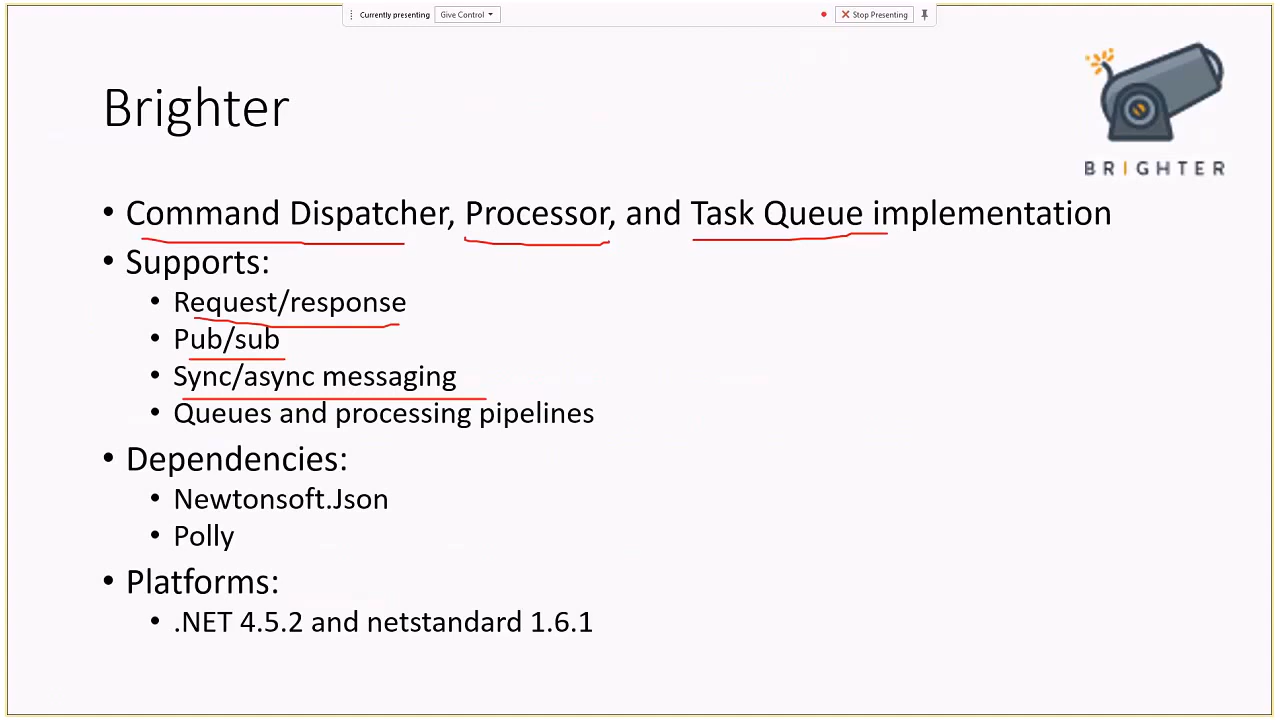 Currently presenting Give Control Stop Presenting
Brighter
BRIGHTER
• Command Dispatcher, Processor, and Task Queue implementation
• Supports:
• Request/response
• Pub/sub
• Sync/async messaging
• Queues and processing pipelines
• Dependencies:
• Newtonsoft.Json
• Polly
• Platforms:
• .NET 4.5.2 and netstandard 1.6.1